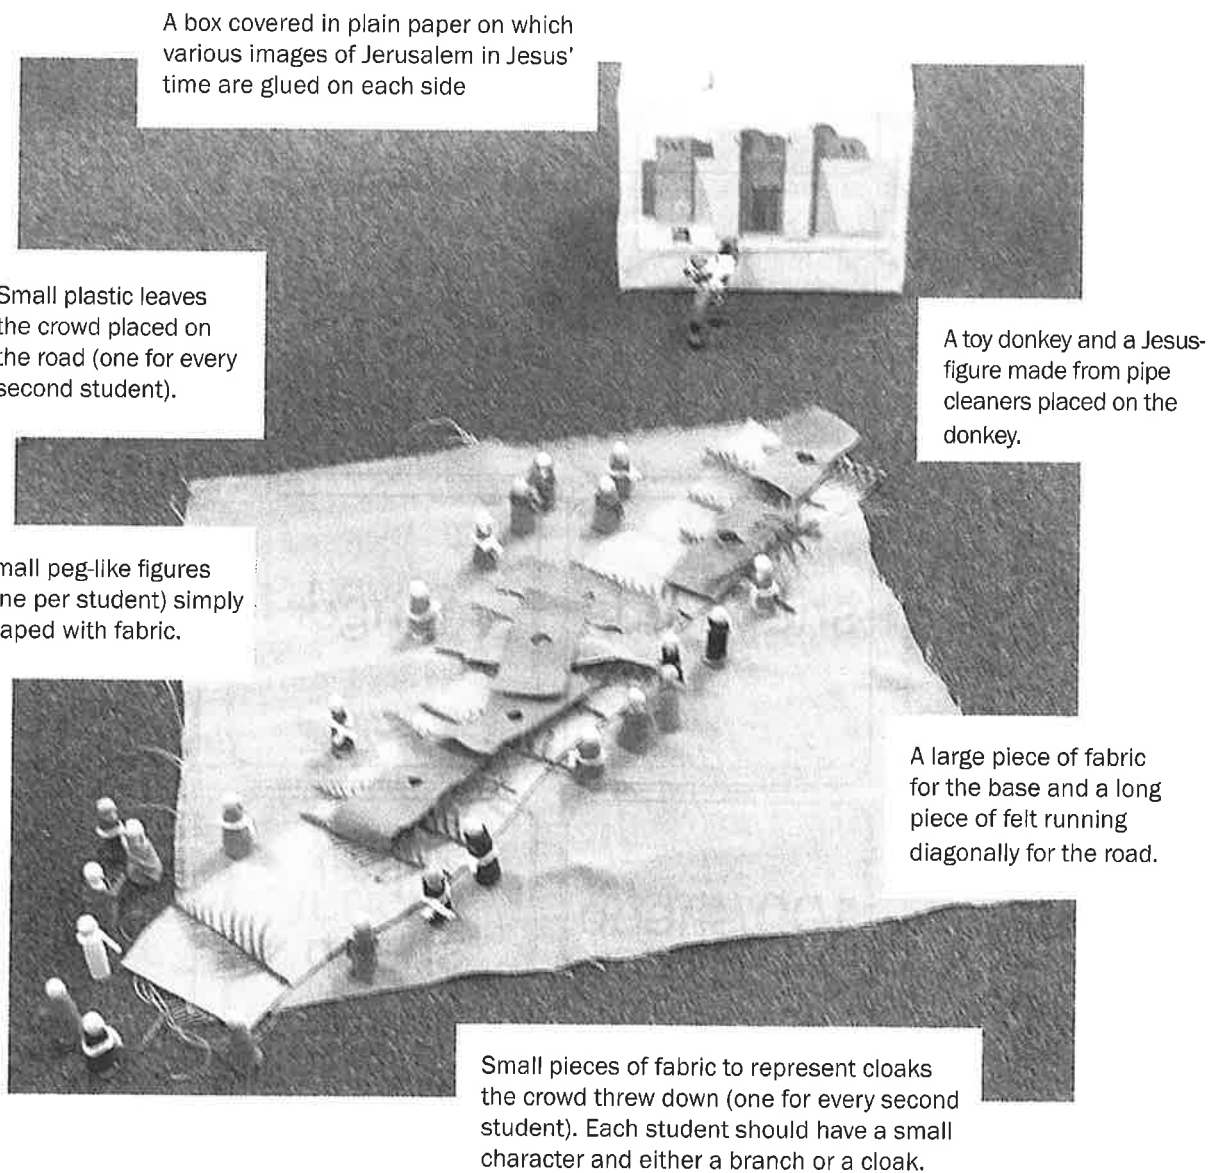 A box covered in plain paper on which
various images of Jerusalem in Jesus'
time are glued on each side
Small plastic leaves
the crowd placed on
the road (one for every
second student).
A toy donkey and a Jesus-
figure made from pipe
cleaners placed on the
donkey.
mall peg-like figures
ne per student) simply
aped with fabric.
A large piece of fabric
for the base and a long
piece of felt running
diagonally for the road.
Small pieces of fabric to represent cloaks
the crowd threw down (one for every second
student). Each student should have a small
character and either a branch or a cloak.